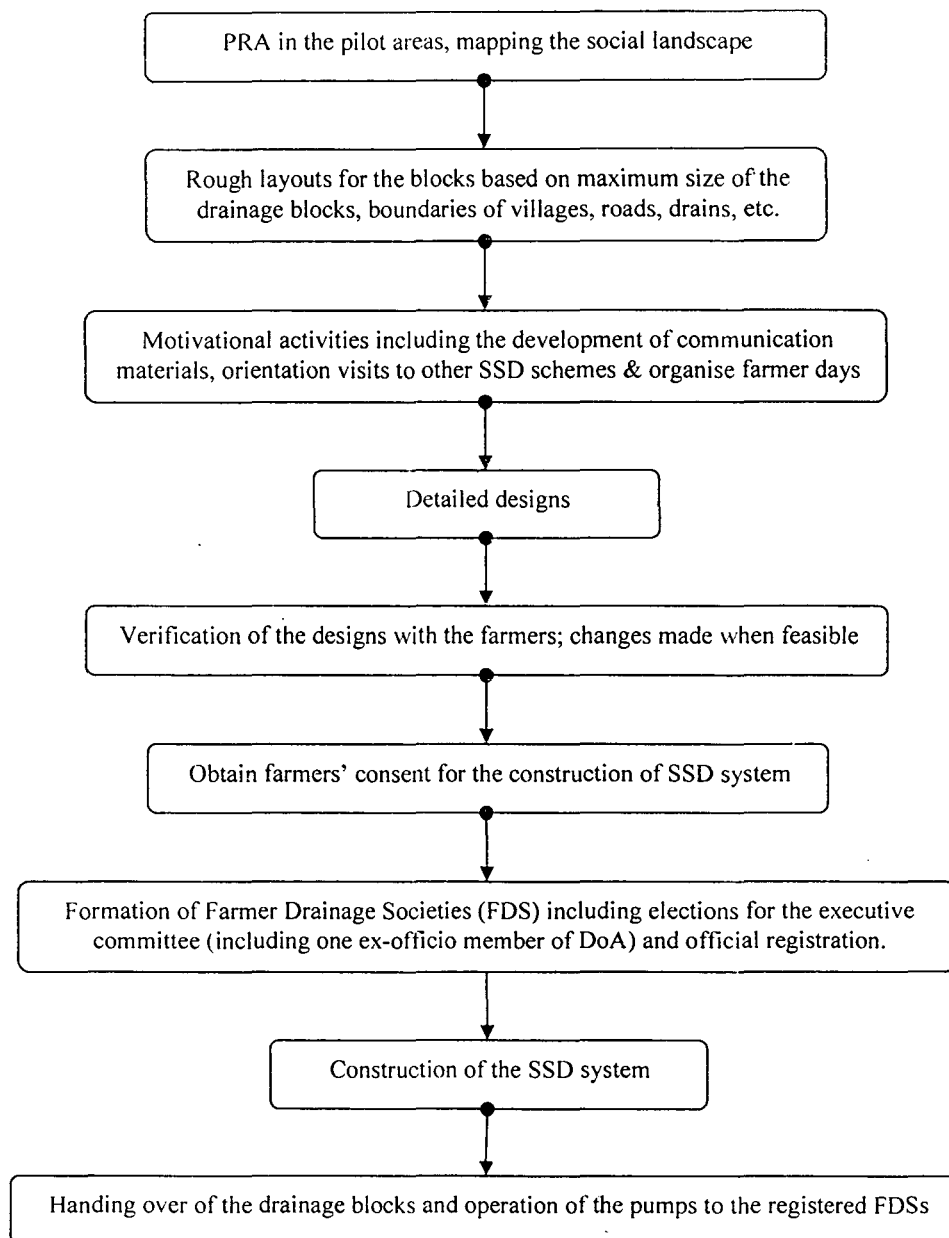 PRA in the pilot areas, mapping the social landscape
Rough layouts for the blocks based on maximum size of the
drainage blocks, boundaries of villages, roads, drains, etc.
Motivational activities including the development of communication
materials, orientation visits to other SSD schemes & organise farmer days
Detailed designs
Verification of the designs with the farmers; changes made when feasible
Obtain farmers’ consent for the construction of SSD system
Formation of Farmer Drainage Societies (FDS) including elections for the executive
committee (including one ex-officio member of DoA) and official registration.
Construction of the SSD system
Handing over of the drainage blocks and operation of the pumps to the registered FDSs